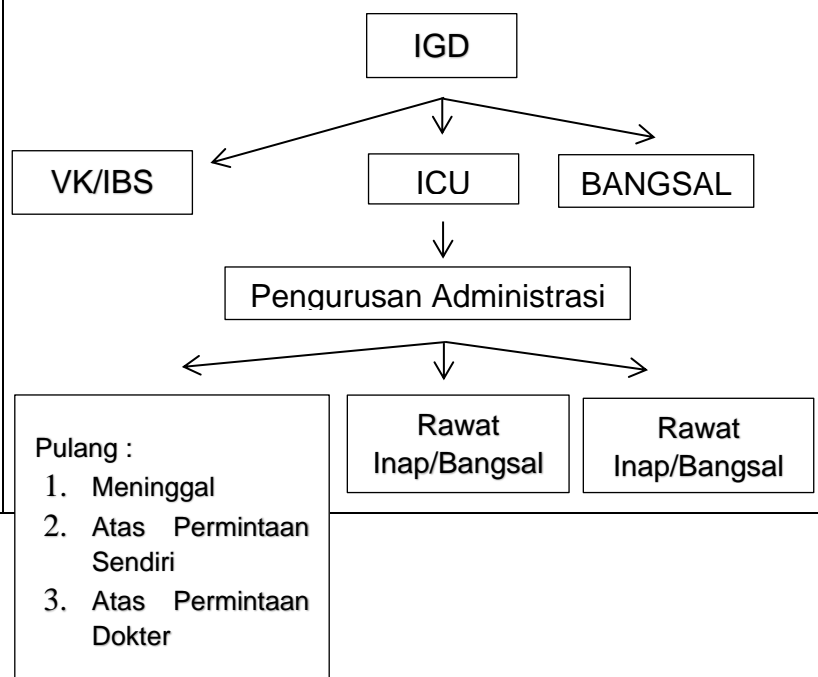 IGD
VK/IBS
ICU
BANGSAL
Pengurusan Administrasi
Pulang :
1. Meninggal
2. Atas Permintaan
Sendiri
3. Atas Permintaan
Dokter
Rawat
Inap/Bangsal
Rawat
Inap/Bangsal